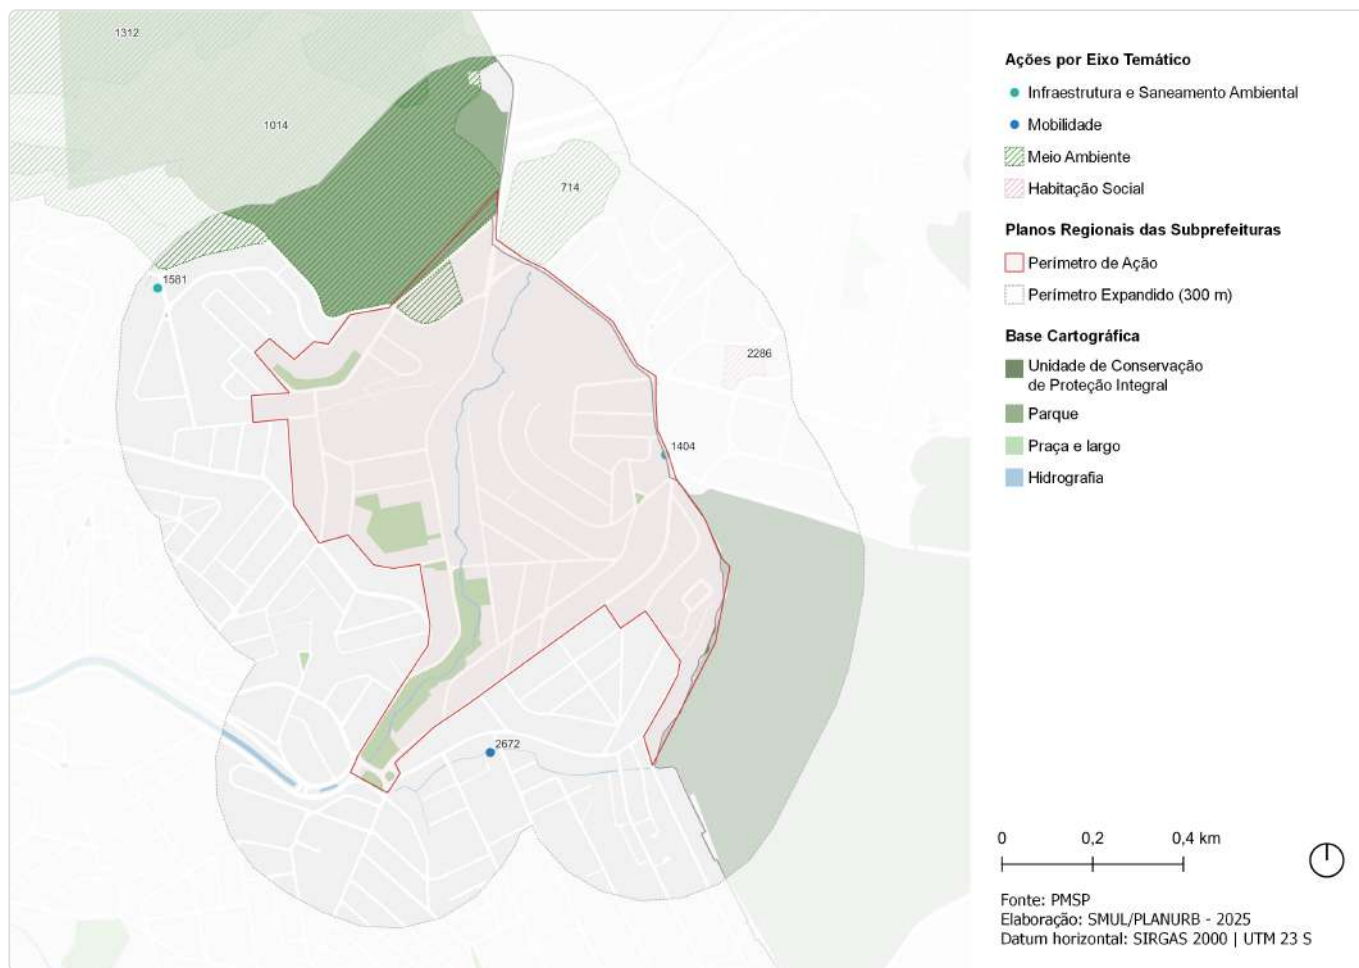 1312
1014
714
1581
2286
1404
2672
Ações por Eixo Temático
Infraestrutura e Saneamento Ambiental
Mobilidade
Meio Ambiente
Habitação Social
Planos Regionais das Subprefeituras
Perímetro de Ação
Perímetro Expandido (300 m)
Base Cartográfica
Unidade de Conservação
de Proteção Integral
Parque
Praça e largo
Hidrografia
0 0,2 0,4 km
Fonte: PMSP
Elaboração: SMUL/PLANURB - 2025
Datum horizontal: SIRGAS 2000 | UTM 23 S